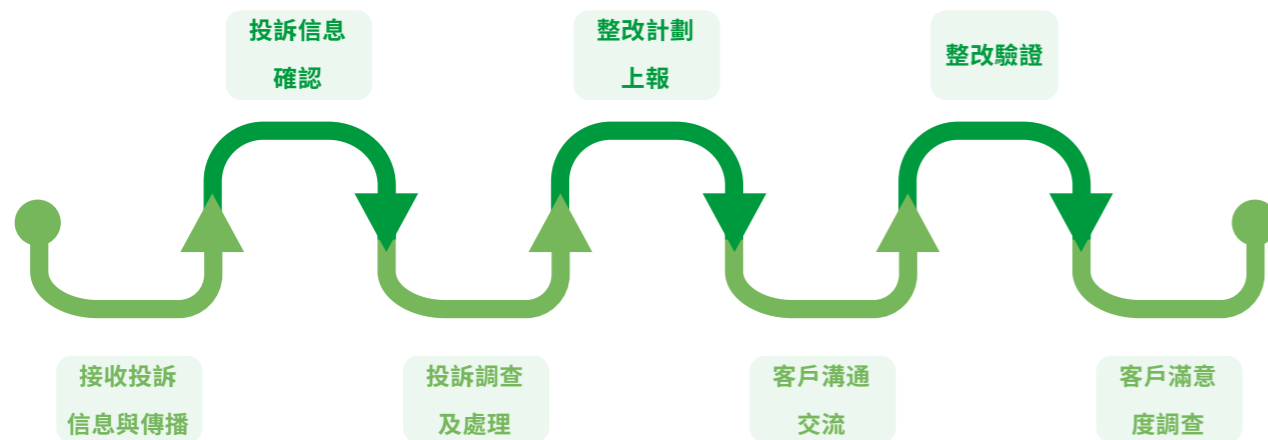 投訴信息
確認
整改計劃
上報
整改驗證
接收投訴
信息與傳播
投訴調查
及處理
客戶溝通
交流
客戶滿意
度調查